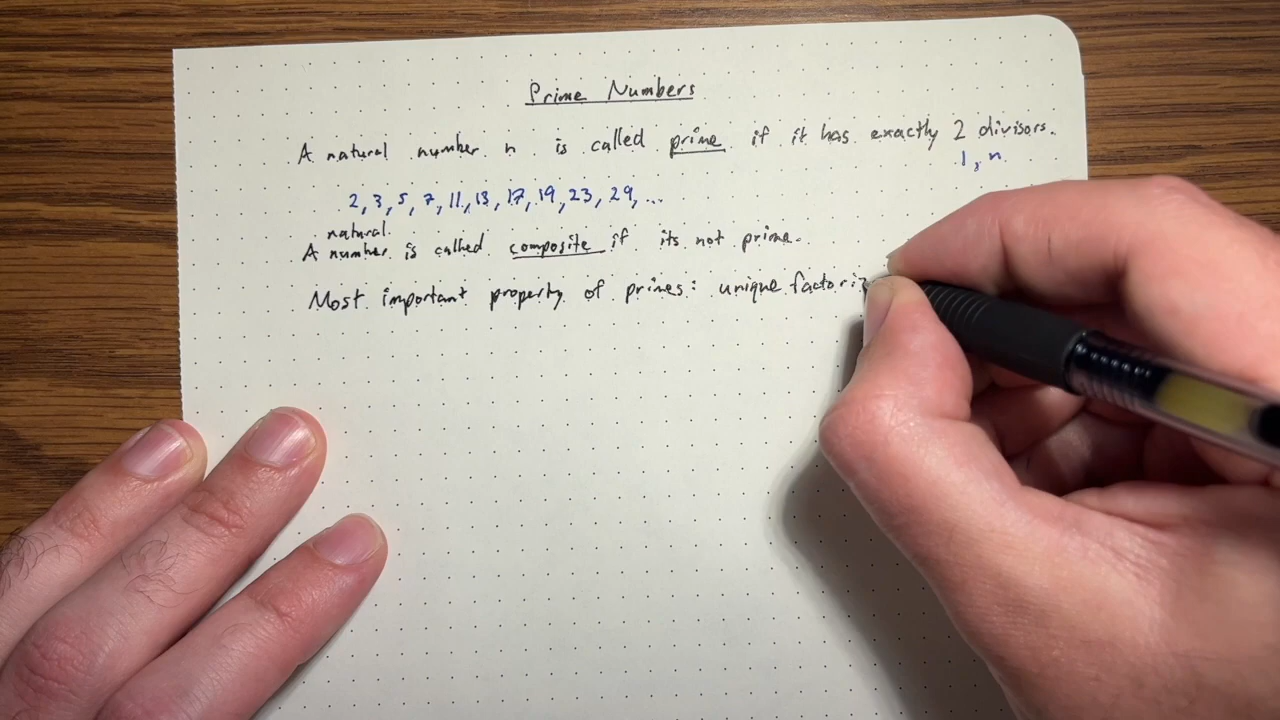 Prime Numbers
A natural number n is called prime if it has exactly 2 divisors.
1, n
2, 3, 5, 7, 11, 13, 17, 19, 23, 29, ...
natural
A number is called composite if its not prime.
Most important property of primes: unique factoriz